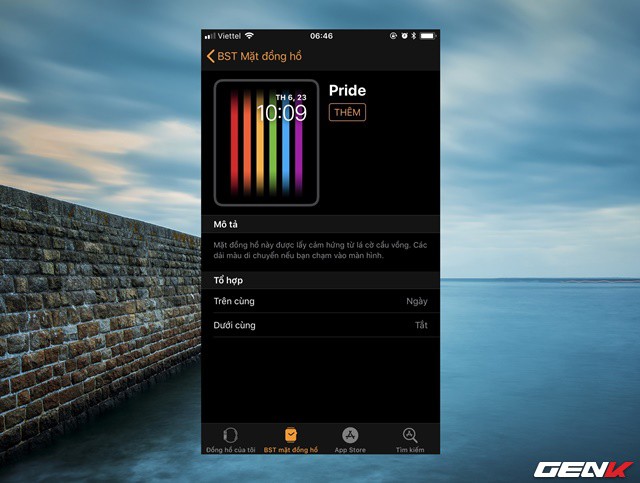 Viettel 06:46
BST Mặt đồng hồ
TH 6, 23
10:09
Pride
THÊM
Mô tả
Mặt đồng hồ này được lấy cảm hứng từ lá cờ cầu vồng. Các
dải màu di chuyển nếu bạn chạm vào màn hình.
Tổ hợp
Trên cùng Ngày
Dưới cùng Tắt
Đồng hồ của tôi BST mặt đồng hồ App Store Tìm kiếm
GENK